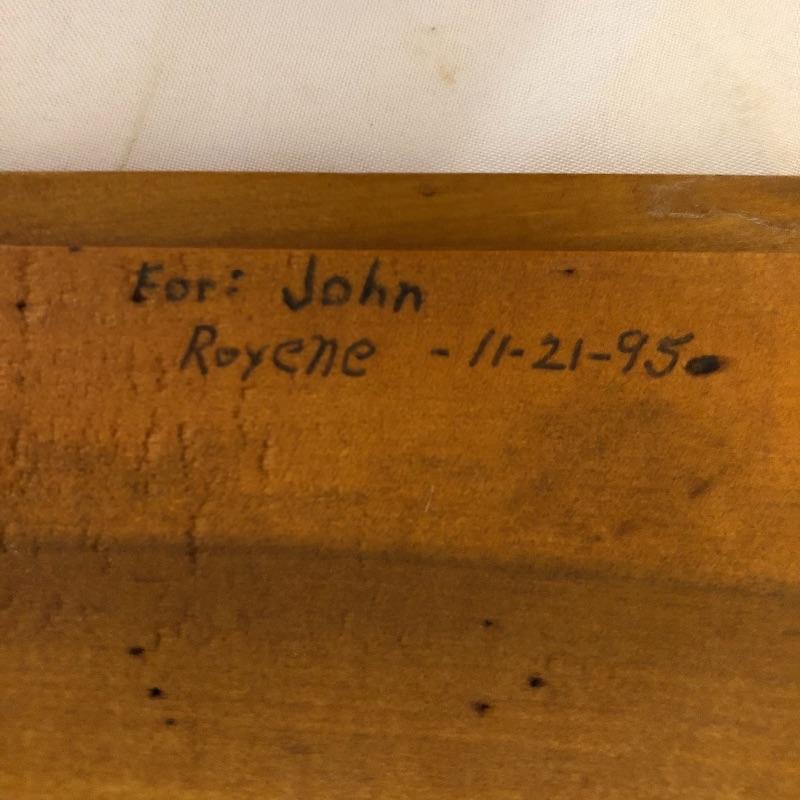 For: John
Royene - 11-21-95